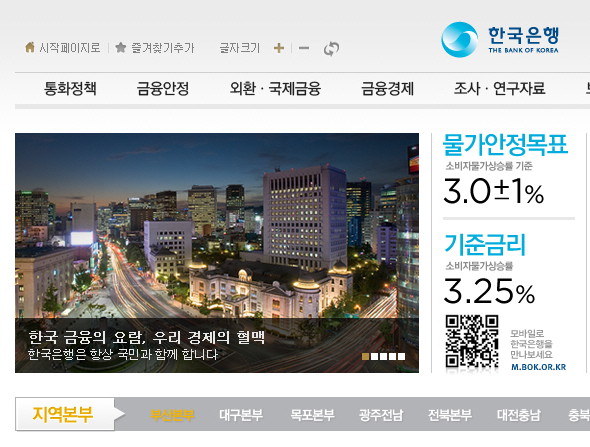 한국은행
THE BANK OF KOREA
시작페이지로 즐겨찾기추가 글자크기
통화정책 금융안정 외환·국제금융 금융경제 조사·연구자료
물가안정목표
소비자물가상승률 기준
3.0±1%
기준금리
소비자물가상승률
3.25%
모바일로
한국은행을
만나보세요
M.BOK.OR.KR
한국 금융의 요람, 우리 경제의 혈맥
한국은행은 항상 국민과 함께 합니다
지역본부 부산본부 대구본부 목포본부 광주전남 전북본부 대전충남 충북